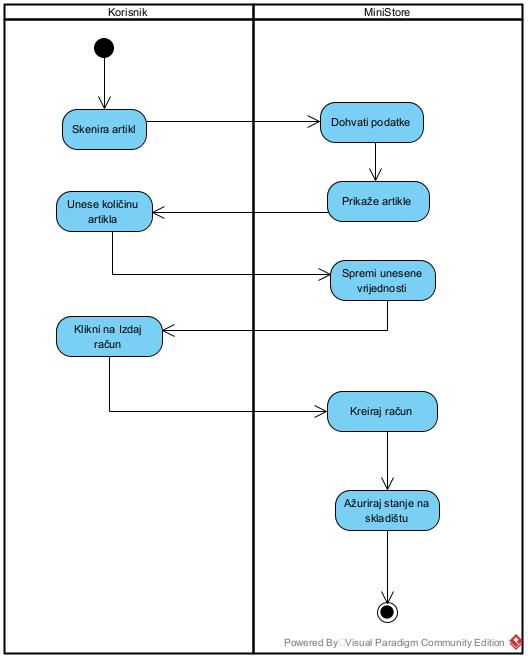 Korisnik
MiniStore
Skenira artikl
Dohvati podatke
Prikaže artikle
Unese količinu
artikla
Spremi unesene
vrijednosti
Klikni na Izdaj
račun
Kreiraj račun
Ažuriraj stanje na
skladištu
Powered By Visual Paradigm Community Edition